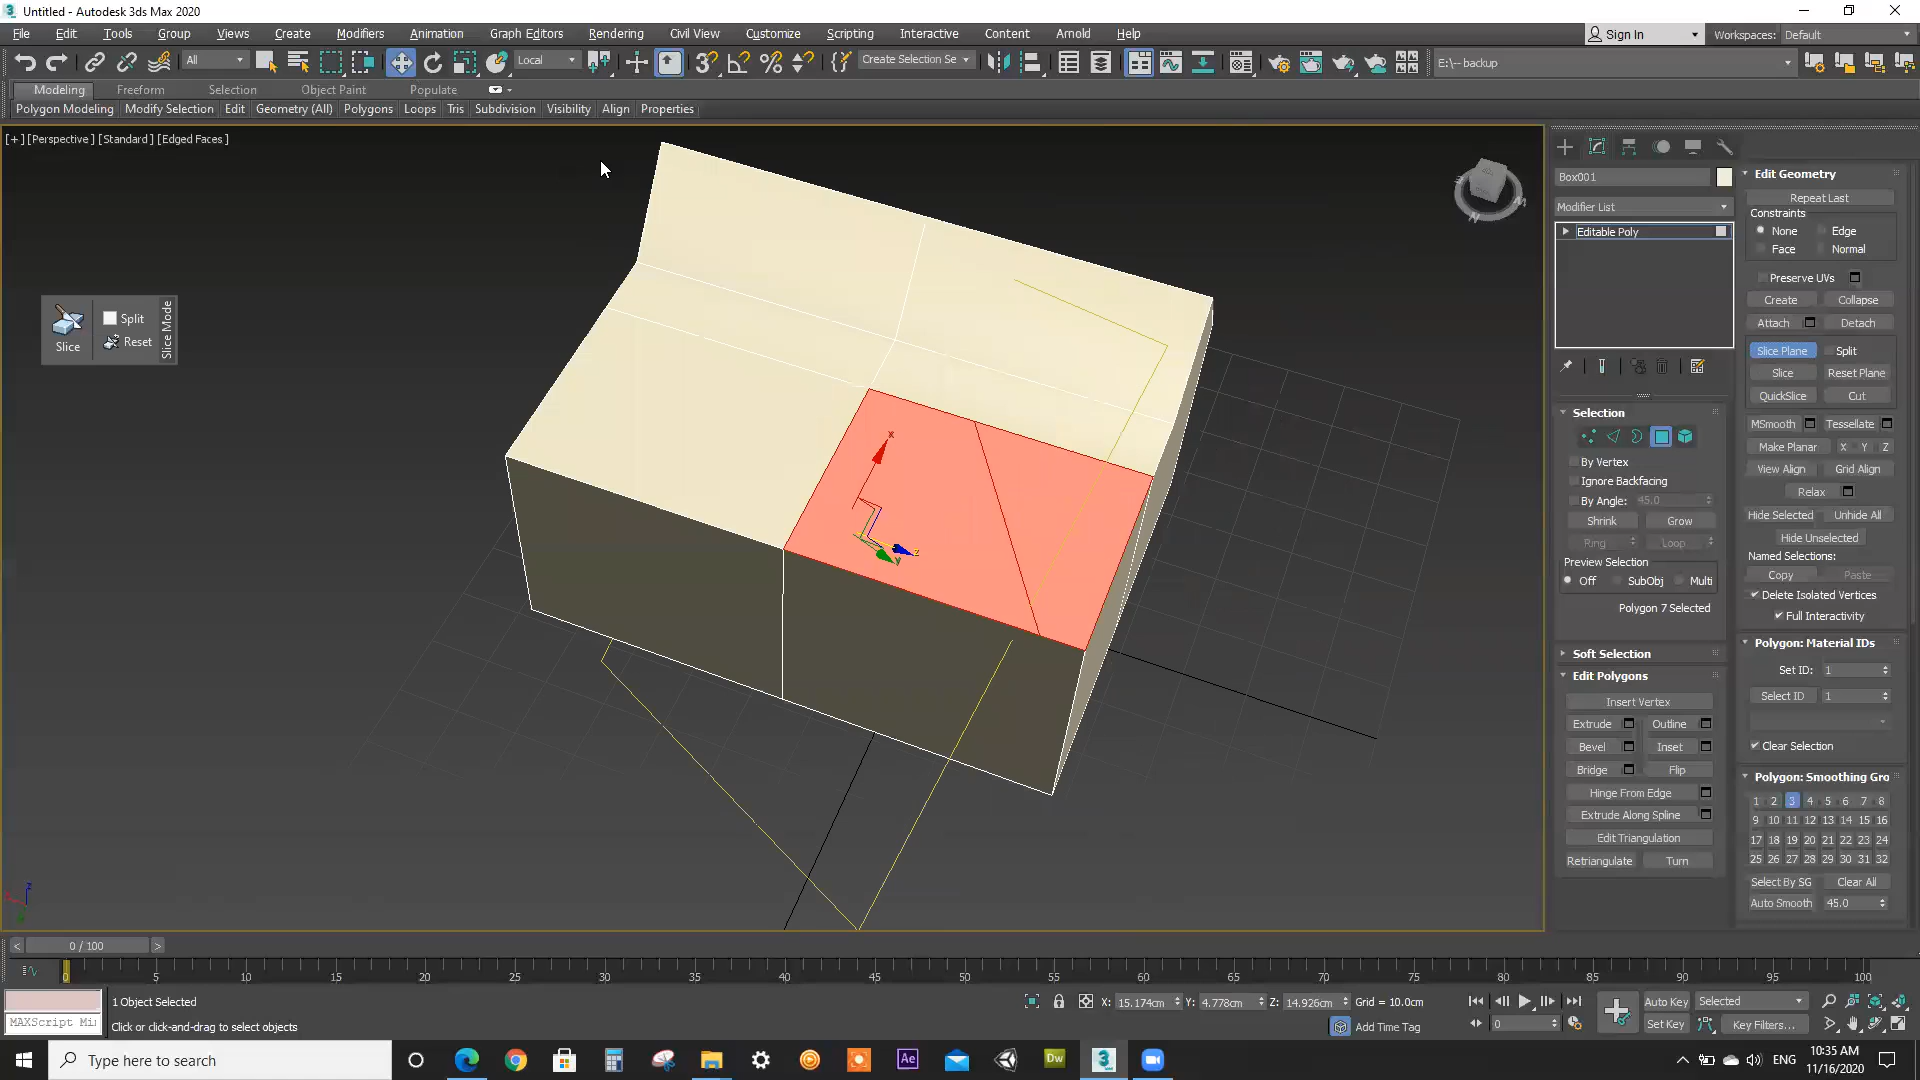 Untitled - Autodesk 3ds Max 2020
File Edit Tools Group Views Create Modifiers Animation Graph Editors Rendering Civil View Customize Scripting Interactive Content Arnold Help
Sign In Workspaces: Default
All Local Create Selection Se E:\-- backup
Modeling Freeform Selection Object Paint Populate
Polygon Modeling Modify Selection Edit Geometry (All) Polygons Loops Tris Subdivision Visibility Align Properties
[+] [Perspective] [Standard] [Edged Faces]
Slice
Split
Reset
Slice Mode
x
y
z
Box001
Modifier List
Editable Poly
Selection
By Vertex
Ignore Backfacing
By Angle: 45.0
Shrink Grow
Ring Loop
Preview Selection
Off SubObj Multi
Polygon 7 Selected
Soft Selection
Edit Polygons
Insert Vertex
Extrude Outline
Bevel Inset
Bridge Flip
Hinge From Edge
Extrude Along Spline
Edit Triangulation
Retriangulate Turn
Edit Geometry
Repeat Last
Constraints
None Edge
Face Normal
Preserve UVs
Create Collapse
Attach Detach
Slice Plane Split
Slice Reset Plane
QuickSlice Cut
MSmooth Tessellate
Make Planar X Y Z
View Align Grid Align
Relax
Hide Selected Unhide All
Hide Unselected
Named Selections:
Copy Paste
Delete Isolated Vertices
Full Interactivity
Polygon: Material IDs
Set ID: 1
Select ID 1
Clear Selection
Polygon: Smoothing Gro
1 2 3 4 5 6 7 8
9 10 11 12 13 14 15 16
17 18 19 20 21 22 23 24
25 26 27 28 29 30 31 32
Select By SG Clear All
Auto Smooth 45.0
< 0 / 100 >
0 5 10 15 20 25 30 35 40 45 50 55 60 65 70 75 80 85 90 95 100
1 Object Selected X: 15.174cm Y: 4.778cm Z: 14.926cm Grid = 10.0cm Auto Key Selected
MAXScript Mi Click or click-and-drag to select objects Add Time Tag 0 Set Key Key Filters...
Type here to search
Ae
Dw
3
ENG
10:35 AM
11/16/2020